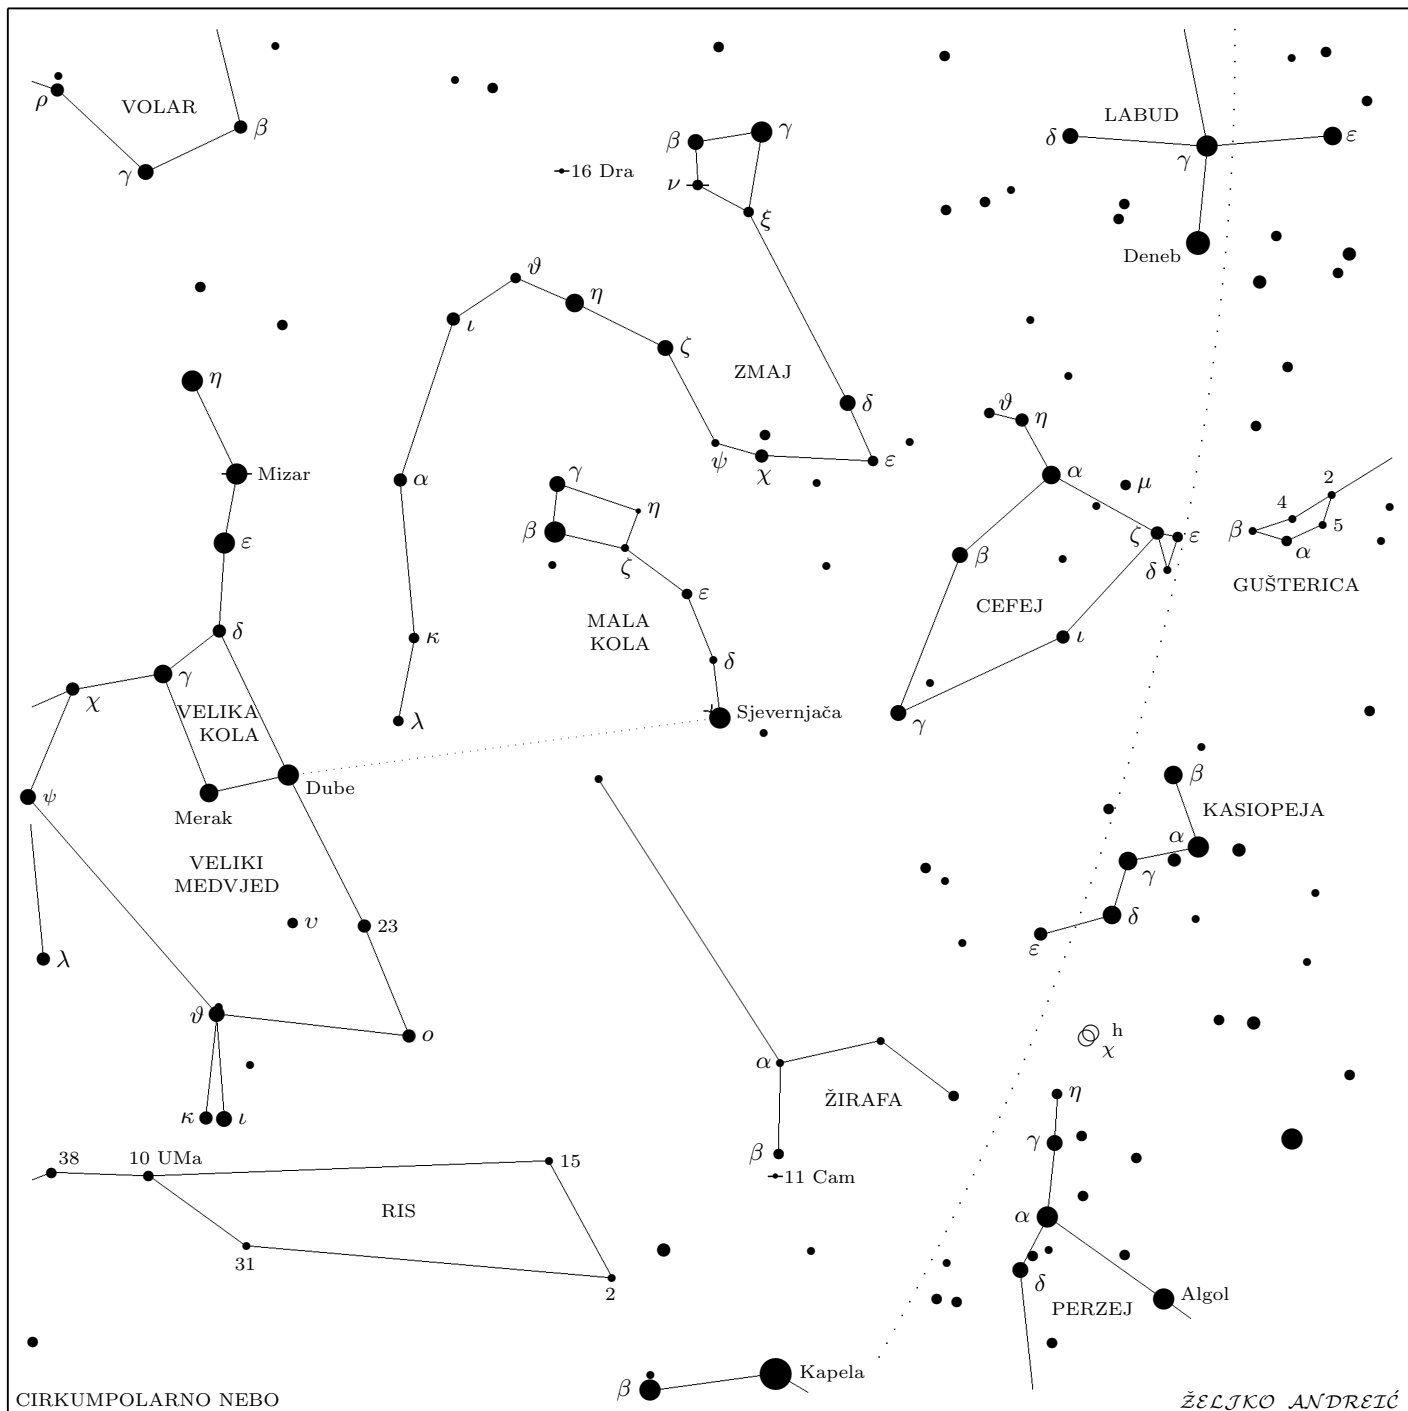 ρ
VOLAR
β
γ
16 Dra
β
γ
ν
ξ
LABUD
δ
γ
ε
Deneb
ϑ
η
ι
ζ
ZMAJ
δ
ψ
χ
ε
α
κ
λ
η
Mizar
ε
δ
γ
χ
VELIKA
KOLA
ψ
Merak
Dube
γ
η
β
ζ
ε
MALA
KOLA
δ
Sjevernjača
ϑ
η
α
μ
β
ζ
ε
δ
CEFEJ
ι
γ
2
4
5
β
α
GUŠTERICA
β
KASIOPEJA
α
γ
δ
ε
VELIKI
MEDVJED
υ
23
λ
ϑ
ο
κ
ι
h
χ
α
ŽIRAFA
β
11 Cam
η
γ
α
δ
PERZEJ
Algol
38
10 UMa
15
RIS
31
2
β
Kapela
CIRKUMPOLARNO NEBO
ŽELJKO ANDREIĆ